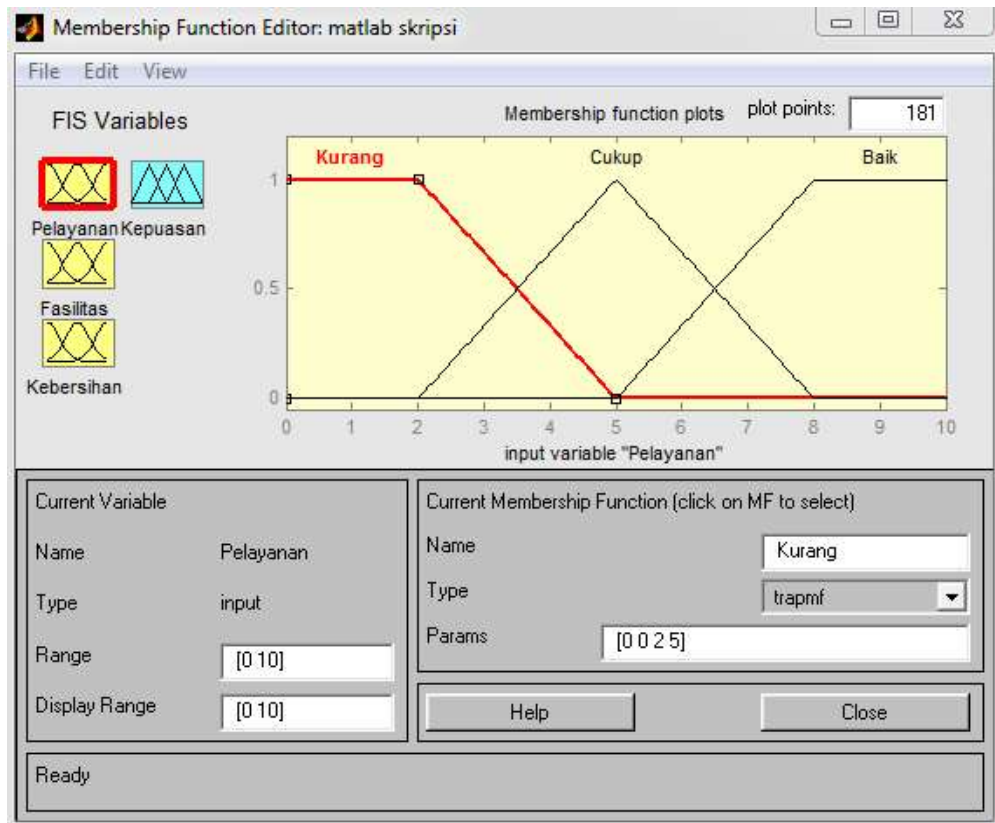 Membership Function Editor: matlab skripsi
File Edit View
FIS Variables
Membership function plots plot points: 181
Pelayanan Kepuasan
Fasilitas
Kebersihan
Kurang Cukup Baik
1
0.5
0
0 1 2 3 4 5 6 7 8 9 10
input variable "Pelayanan"
Current Variable
Name Pelayanan
Type input
Range [0 10]
Display Range [0 10]
Current Membership Function (click on MF to select)
Name Kurang
Type trapmf
Params [0 0 2 5]
Help Close
Ready